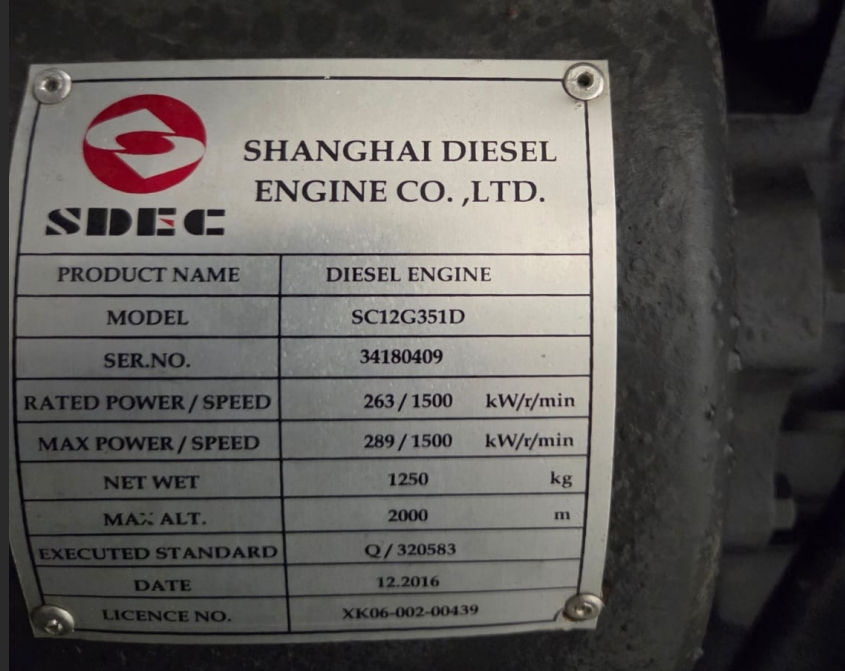 SDEC
SHANGHAI DIESEL
ENGINE CO. ,LTD.
PRODUCT NAME DIESEL ENGINE
MODEL SC12G351D
SER.NO. 34180409
RATED POWER / SPEED 263 / 1500 kW/r/min
MAX POWER / SPEED 289 / 1500 kW/r/min
NET WET 1250 kg
MAX ALT. 2000 m
EXECUTED STANDARD Q / 320583
DATE 12.2016
LICENCE NO. XK06-002-00439